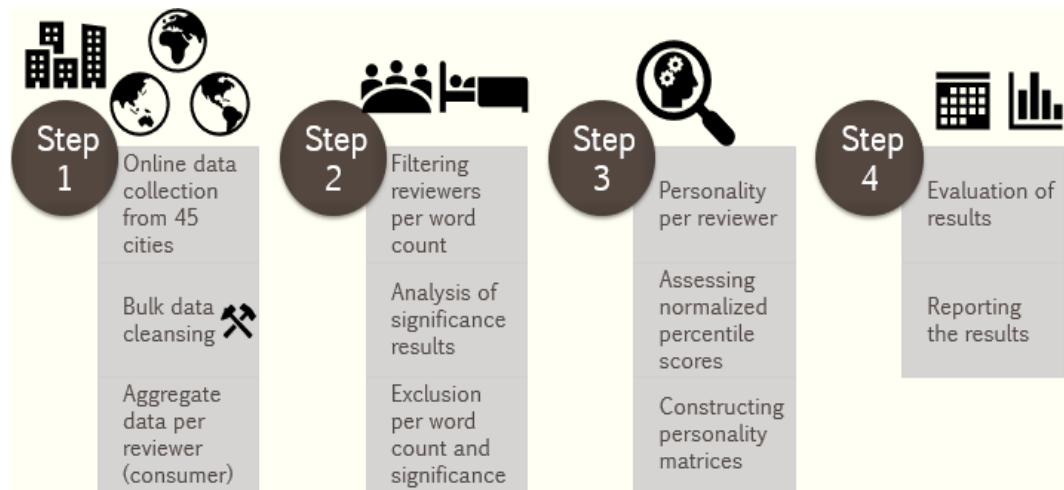 Step
1
Online data
collection
from 45
cities
Bulk data
cleansing
Aggregate
data per
reviewer
(consumer)
Step
2
Filtering
reviewers
per word
count
Analysis of
significance
results
Exclusion
per word
count and
significance
Step
3
Personality
per reviewer
Assessing
normalized
percentile
scores
Constructing
personality
matrices
Step
4
Evaluation of
results
Reporting
the results